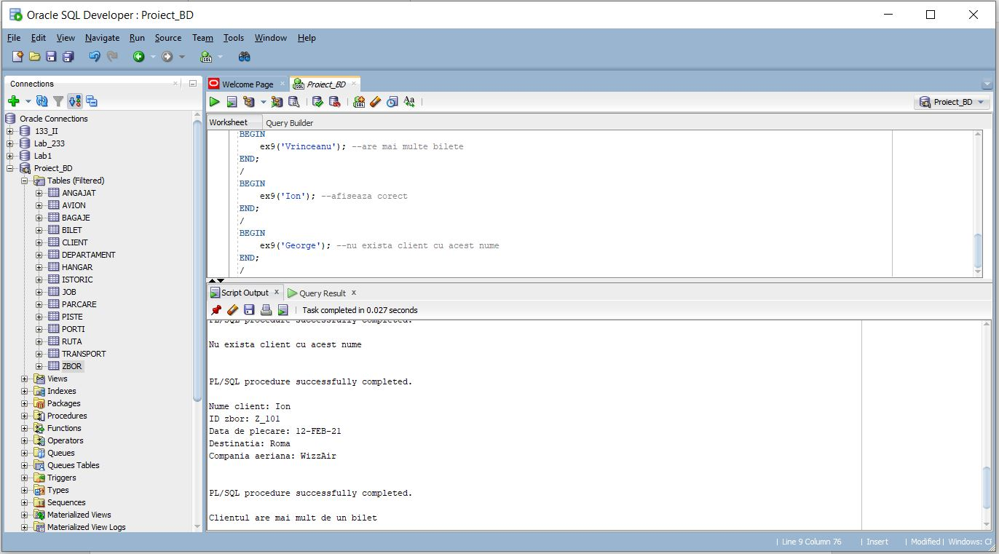 Oracle SQL Developer : Proiect_BD
File Edit View Navigate Run Source Team Tools Window Help
Connections
Oracle Connections
133_II
Lab_233
Lab1
Proiect_BD
Tables (Filtered)
ANGAJAT
AVION
BAGAJE
BILET
CLIENT
DEPARTAMENT
HANGAR
ISTORIC
JOB
PARCARE
PISTE
PORTI
RUTA
TRANSPORT
ZBOR
Views
Indexes
Packages
Procedures
Functions
Operators
Queues
Queues Tables
Triggers
Types
Sequences
Materialized Views
Materialized View Logs
Welcome Page
Proiect_BD
Proiect_BD
Worksheet Query Builder
BEGIN
ex9('Vrinceanu'); --are mai multe bilete
END;
/
BEGIN
ex9('Ion'); --afiseaza corect
END;
/
BEGIN
ex9('George'); --nu exista client cu acest nume
END;
/
Script Output x Query Result x
Task completed in 0.027 seconds
PL/SQL procedure successfully completed.
Nu exista client cu acest nume
PL/SQL procedure successfully completed.
Nume client: Ion
ID zbor: Z_101
Data de plecare: 12-FEB-21
Destinatia: Roma
Compania aeriana: WizzAir
PL/SQL procedure successfully completed.
Clientul are mai mult de un bilet
| Line 9 Column 76 | Insert | Modified | Windows: